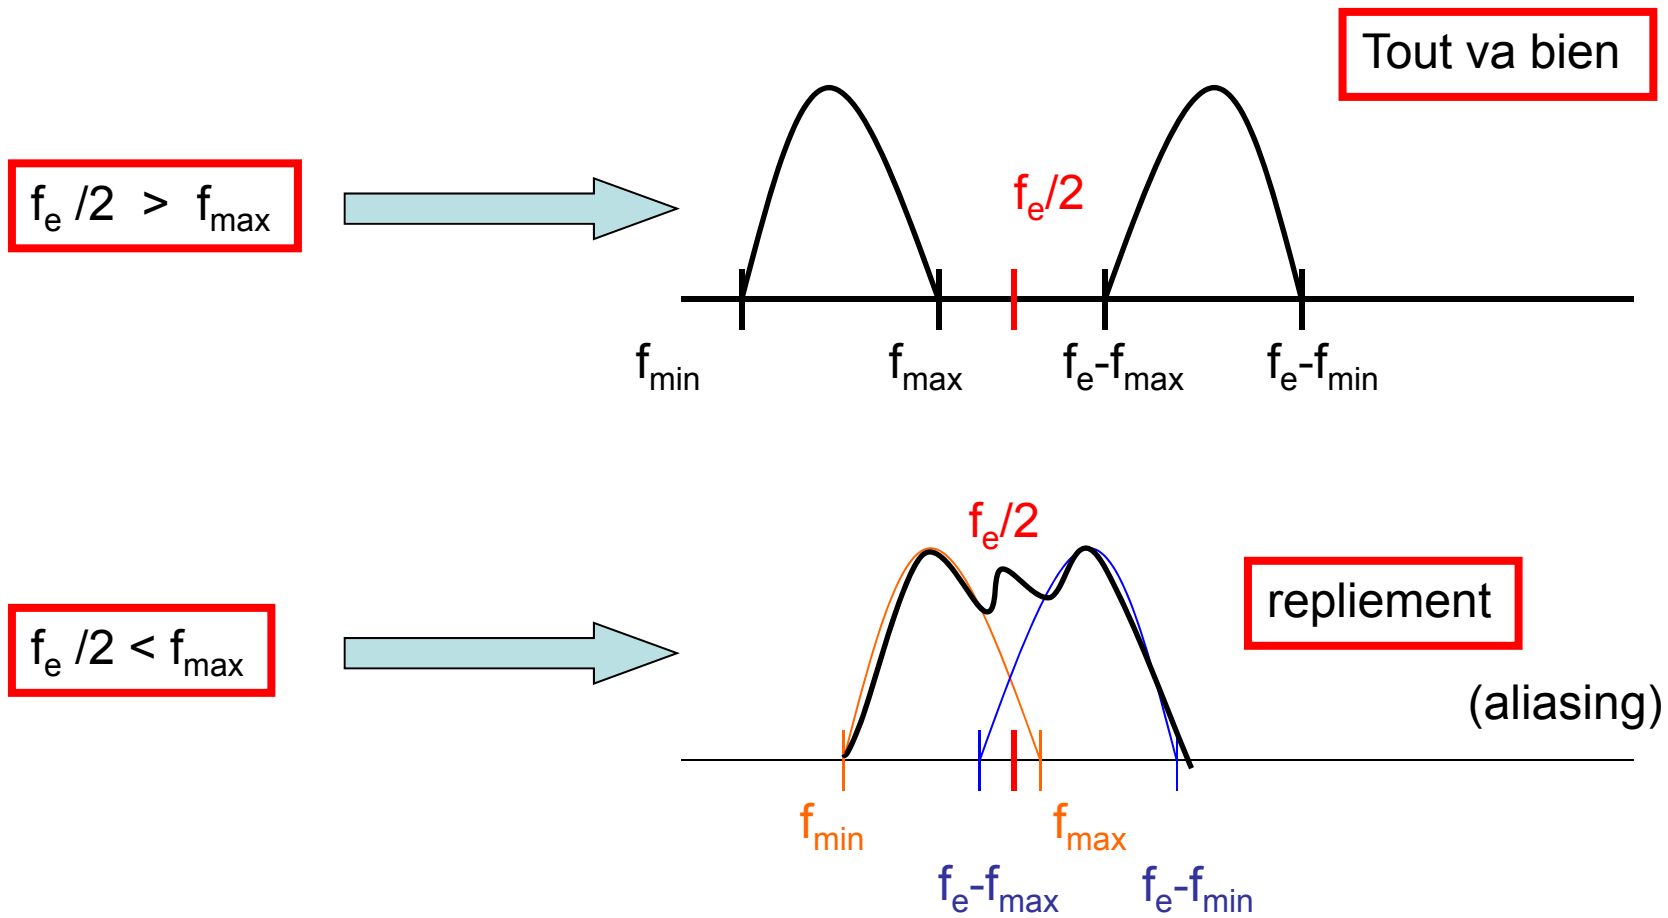 Tout va bien
fe /2 > fmax
fe/2
fmin fmax fe-fmax fe-fmin
fe/2
repliement
fe /2 < fmax
(aliasing)
fmin fmax
fe-fmax fe-fmin